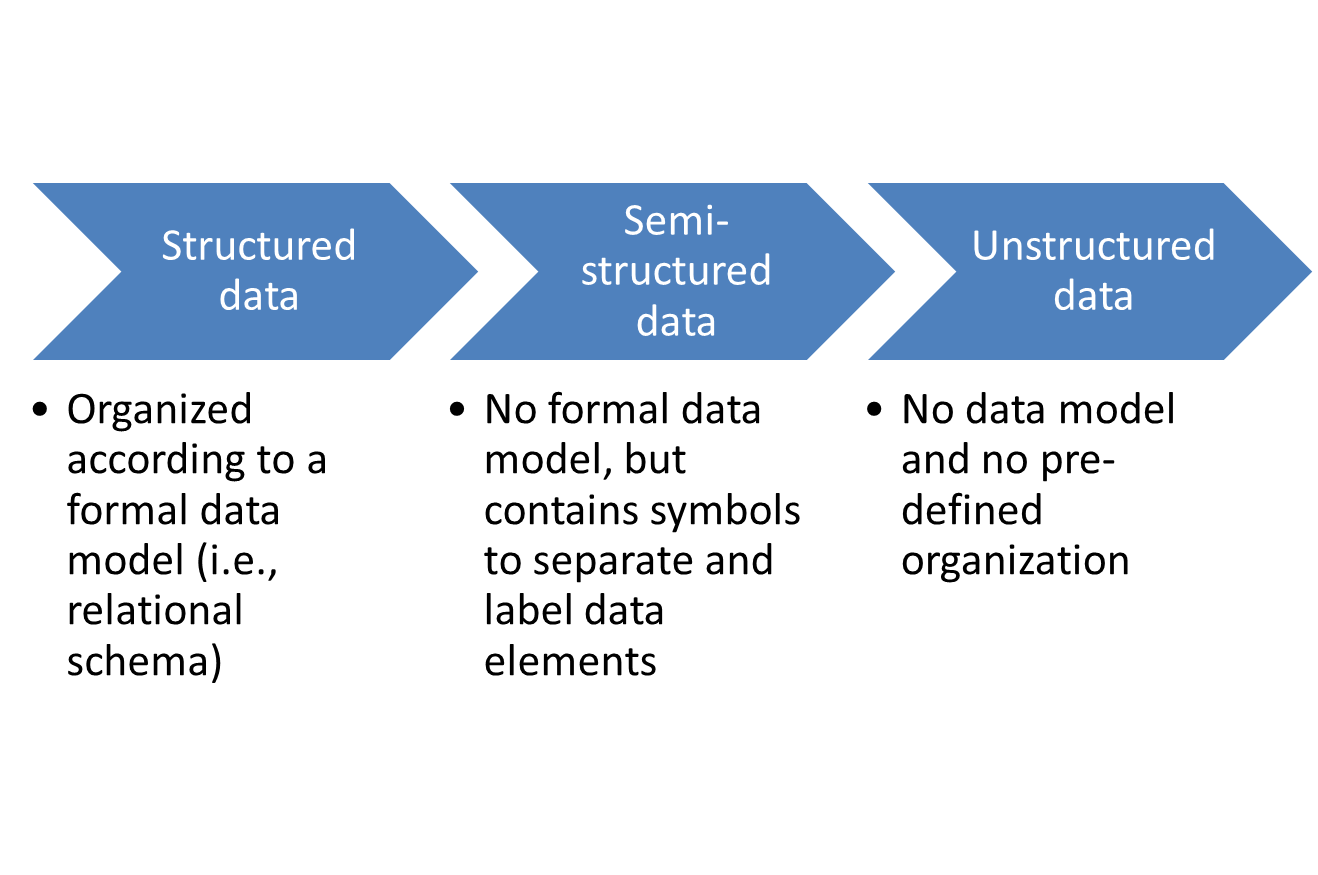 Structured
data
• Organized
according to a
formal data
model (i.e.,
relational
schema)
Semi-
structured
data
• No formal data
model, but
contains symbols
to separate and
label data
elements
Unstructured
data
• No data model
and no pre-
defined
organization